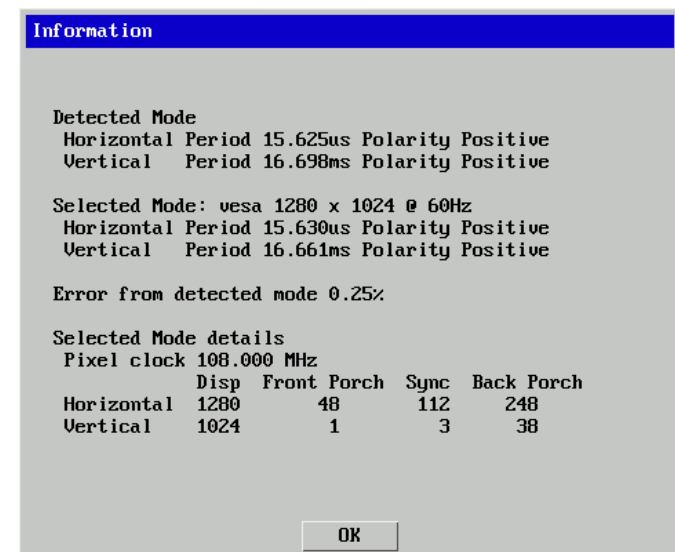 Information
Detected Mode
Horizontal Period 15.625us Polarity Positive
Vertical Period 16.698ms Polarity Positive
Selected Mode: vesa 1280 x 1024 @ 60Hz
Horizontal Period 15.630us Polarity Positive
Vertical Period 16.661ms Polarity Positive
Error from detected mode 0.25%
Selected Mode details
Pixel clock 108.000 MHz
Disp Front Porch Sync Back Porch
Horizontal 1280 48 112 248
Vertical 1024 1 3 38
OK